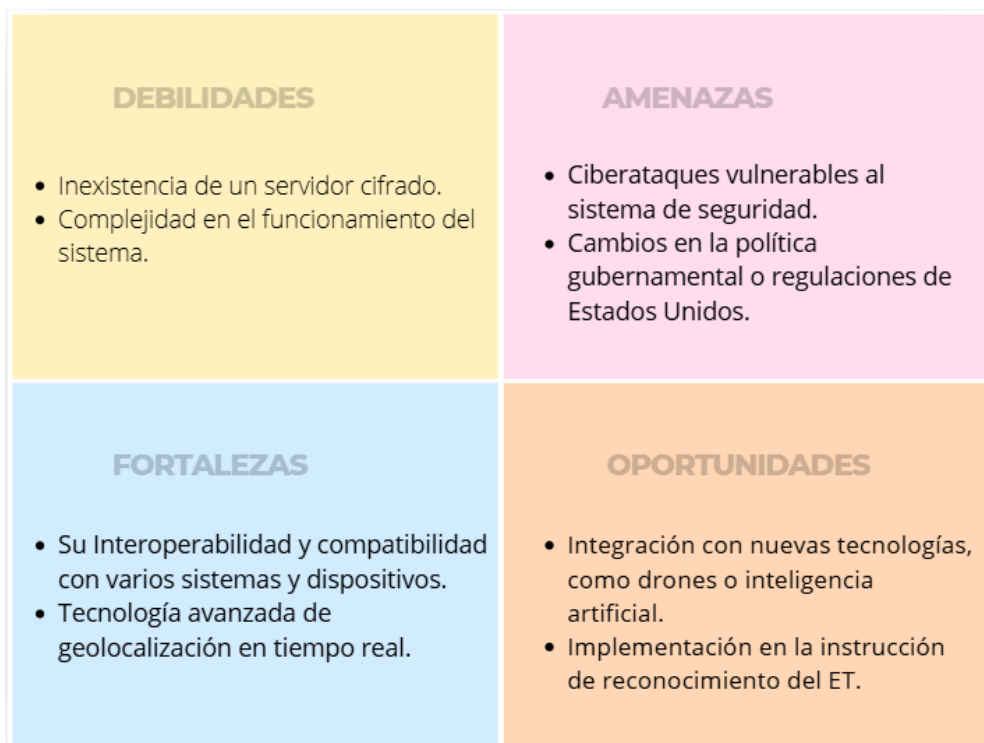 DEBILIDADES
• Inexistencia de un servidor cifrado.
• Complejidad en el funcionamiento del
sistema.
AMENAZAS
• Ciberataques vulnerables al
sistema de seguridad.
• Cambios en la política
gubernamental o regulaciones de
Estados Unidos.
FORTALEZAS
• Su Interoperabilidad y compatibilidad
con varios sistemas y dispositivos.
• Tecnología avanzada de
geolocalización en tiempo real.
OPORTUNIDADES
• Integración con nuevas tecnologías,
como drones o inteligencia
artificial.
• Implementación en la instrucción
de reconocimiento del ET.